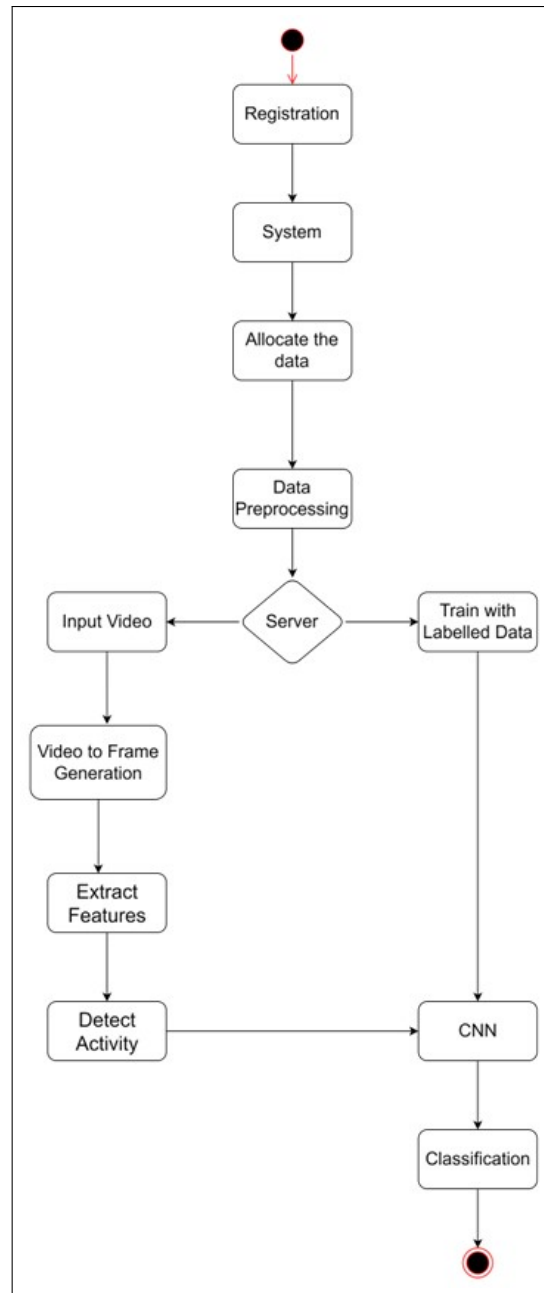 Registration
System
Allocate the
data
Data
Preprocessing
Input Video
Server
Train with
Labelled Data
Video to Frame
Generation
Extract
Features
Detect
Activity
CNN
Classification